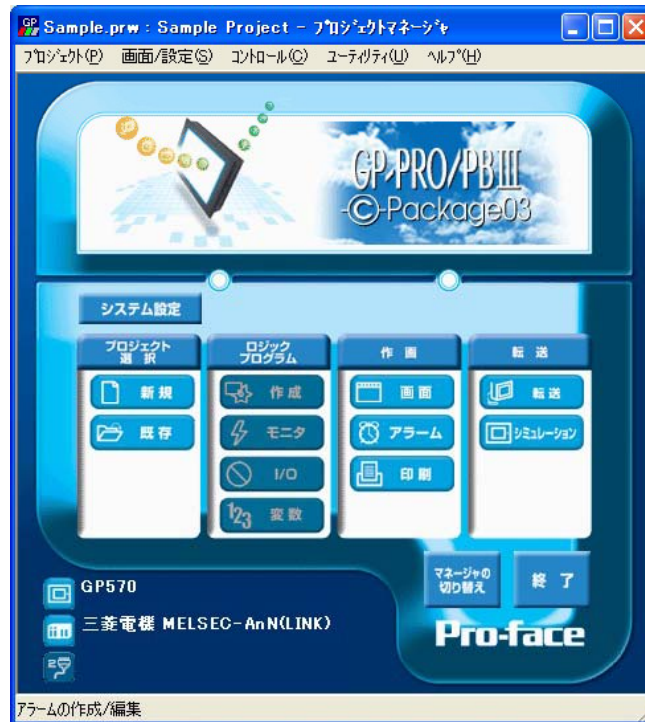 Sample.prw : Sample Project - プロジェクトマネージャ
プロジェクト(P) 画面/設定(S) コントロール(C) ユーティリティ(U) ヘルプ(H)
GP-PRO/PBⅢ
-C-Package03
システム設定
プロジェクト
選択
新規
既存
ロジック
プログラム
作成
モニタ
I/O
変数
作画
画面
アラーム
印刷
転送
転送
シミュレーション
GP570
三菱電機 MELSEC-AnN(LINK)
マネージャの
切り替え
終了
Pro-face
アラームの作成/編集